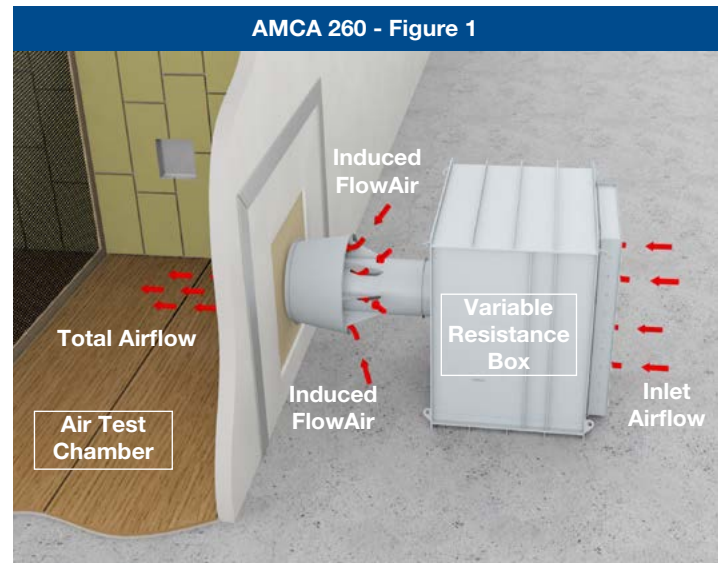 AMCA 260 - Figure 1
Induced
FlowAir
Variable
Resistance
Box
Total Airflow
Induced
FlowAir
Inlet
Airflow
Air Test
Chamber